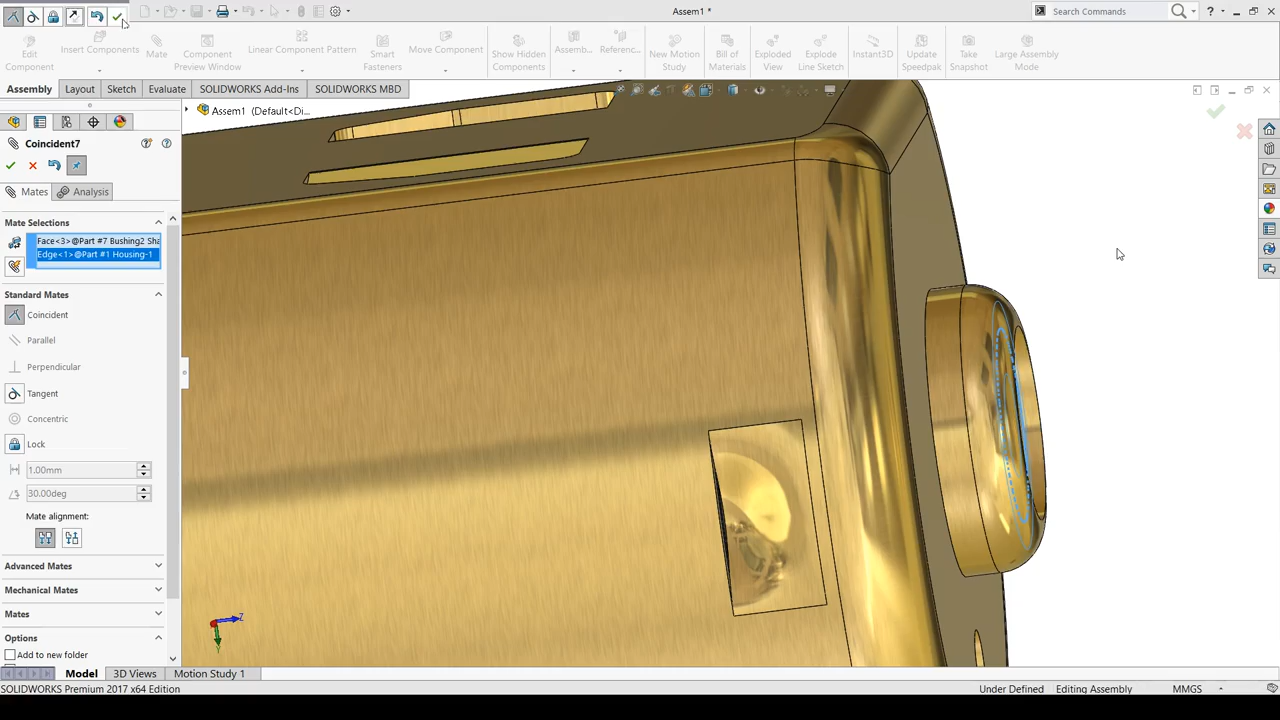 Assem1 *
Search Commands
Edit Component
Insert Components
Mate
Component Preview Window
Linear Component Pattern
Smart Fasteners
Move Component
Show Hidden Components
Assemb...
Referenc...
New Motion Study
Bill of Materials
Exploded View
Explode Line Sketch
Instant3D
Update Speedpak
Take Snapshot
Large Assembly Mode
Assembly
Layout
Sketch
Evaluate
SOLIDWORKS Add-Ins
SOLIDWORKS MBD
Assem1 (Default<Di...
Coincident7
Mates
Analysis
Mate Selections
Face<3>@Part #7 Bushing2 Sha
Edge<1>@Part #1 Housing-1
Standard Mates
Coincident
Parallel
Perpendicular
Tangent
Concentric
Lock
1.00mm
30.00deg
Mate alignment:
Advanced Mates
Mechanical Mates
Mates
Options
Add to new folder
Z
Y
Model
3D Views
Motion Study 1
SOLIDWORKS Premium 2017 x64 Edition
Under Defined
Editing Assembly
MMGS